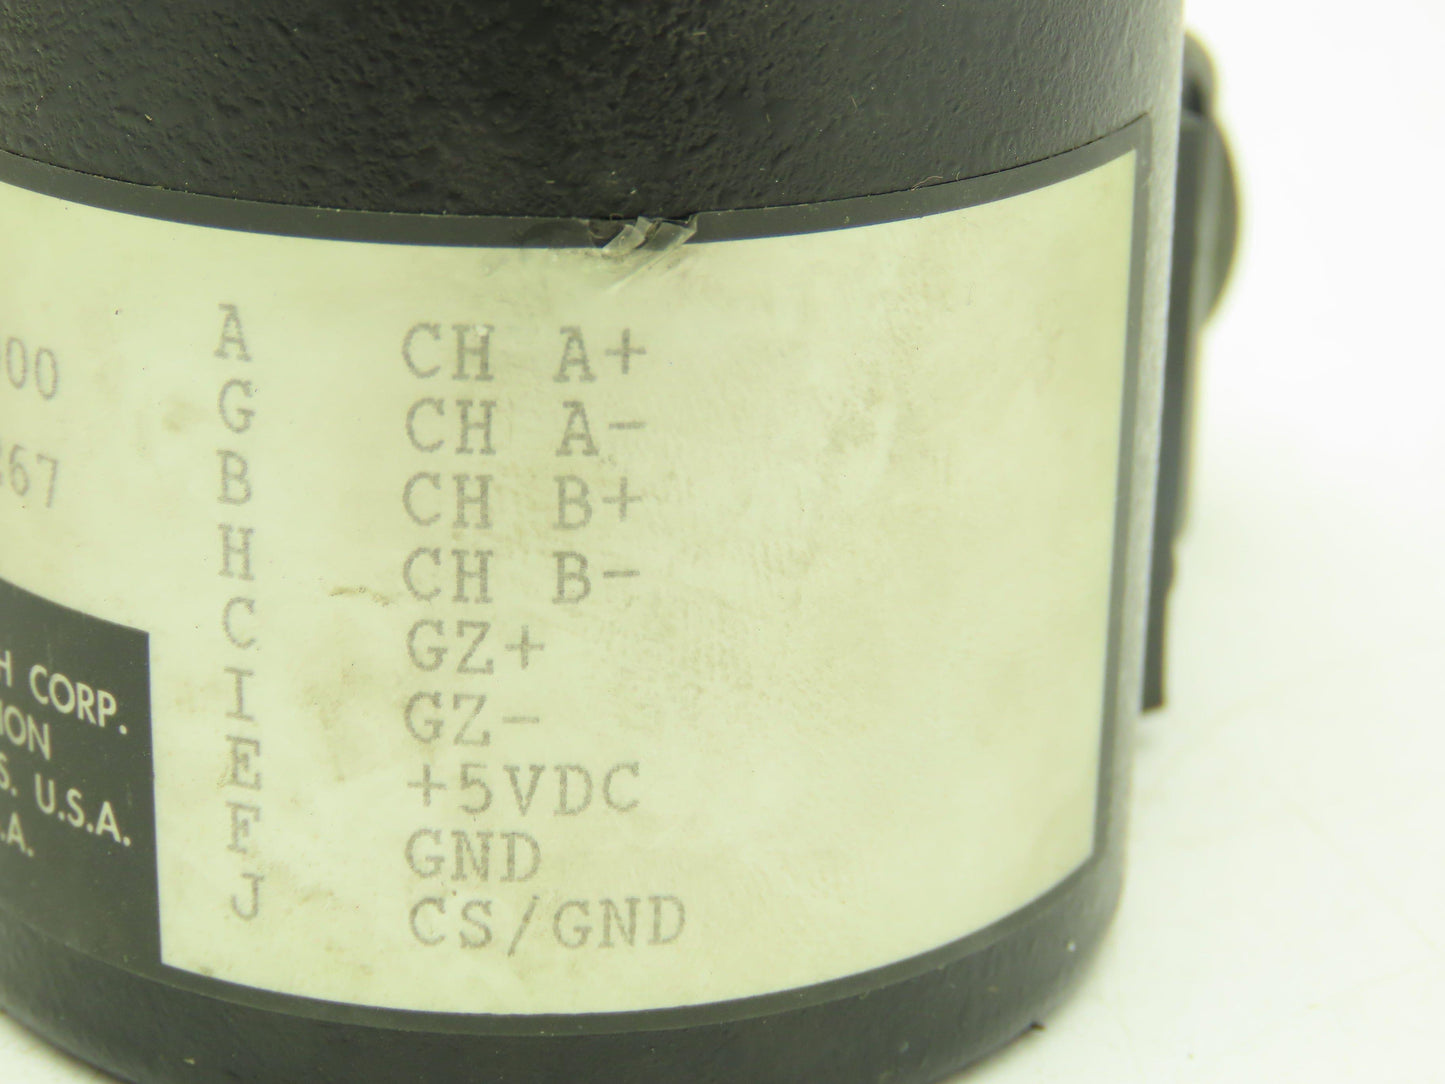 A CH A+
G CH A-
B CH B+
H CH B-
C GZ+
I GZ-
E +5VDC
F GND
J CS/GND
00
67
H CORP.
ION
S. U.S.A.
.A.